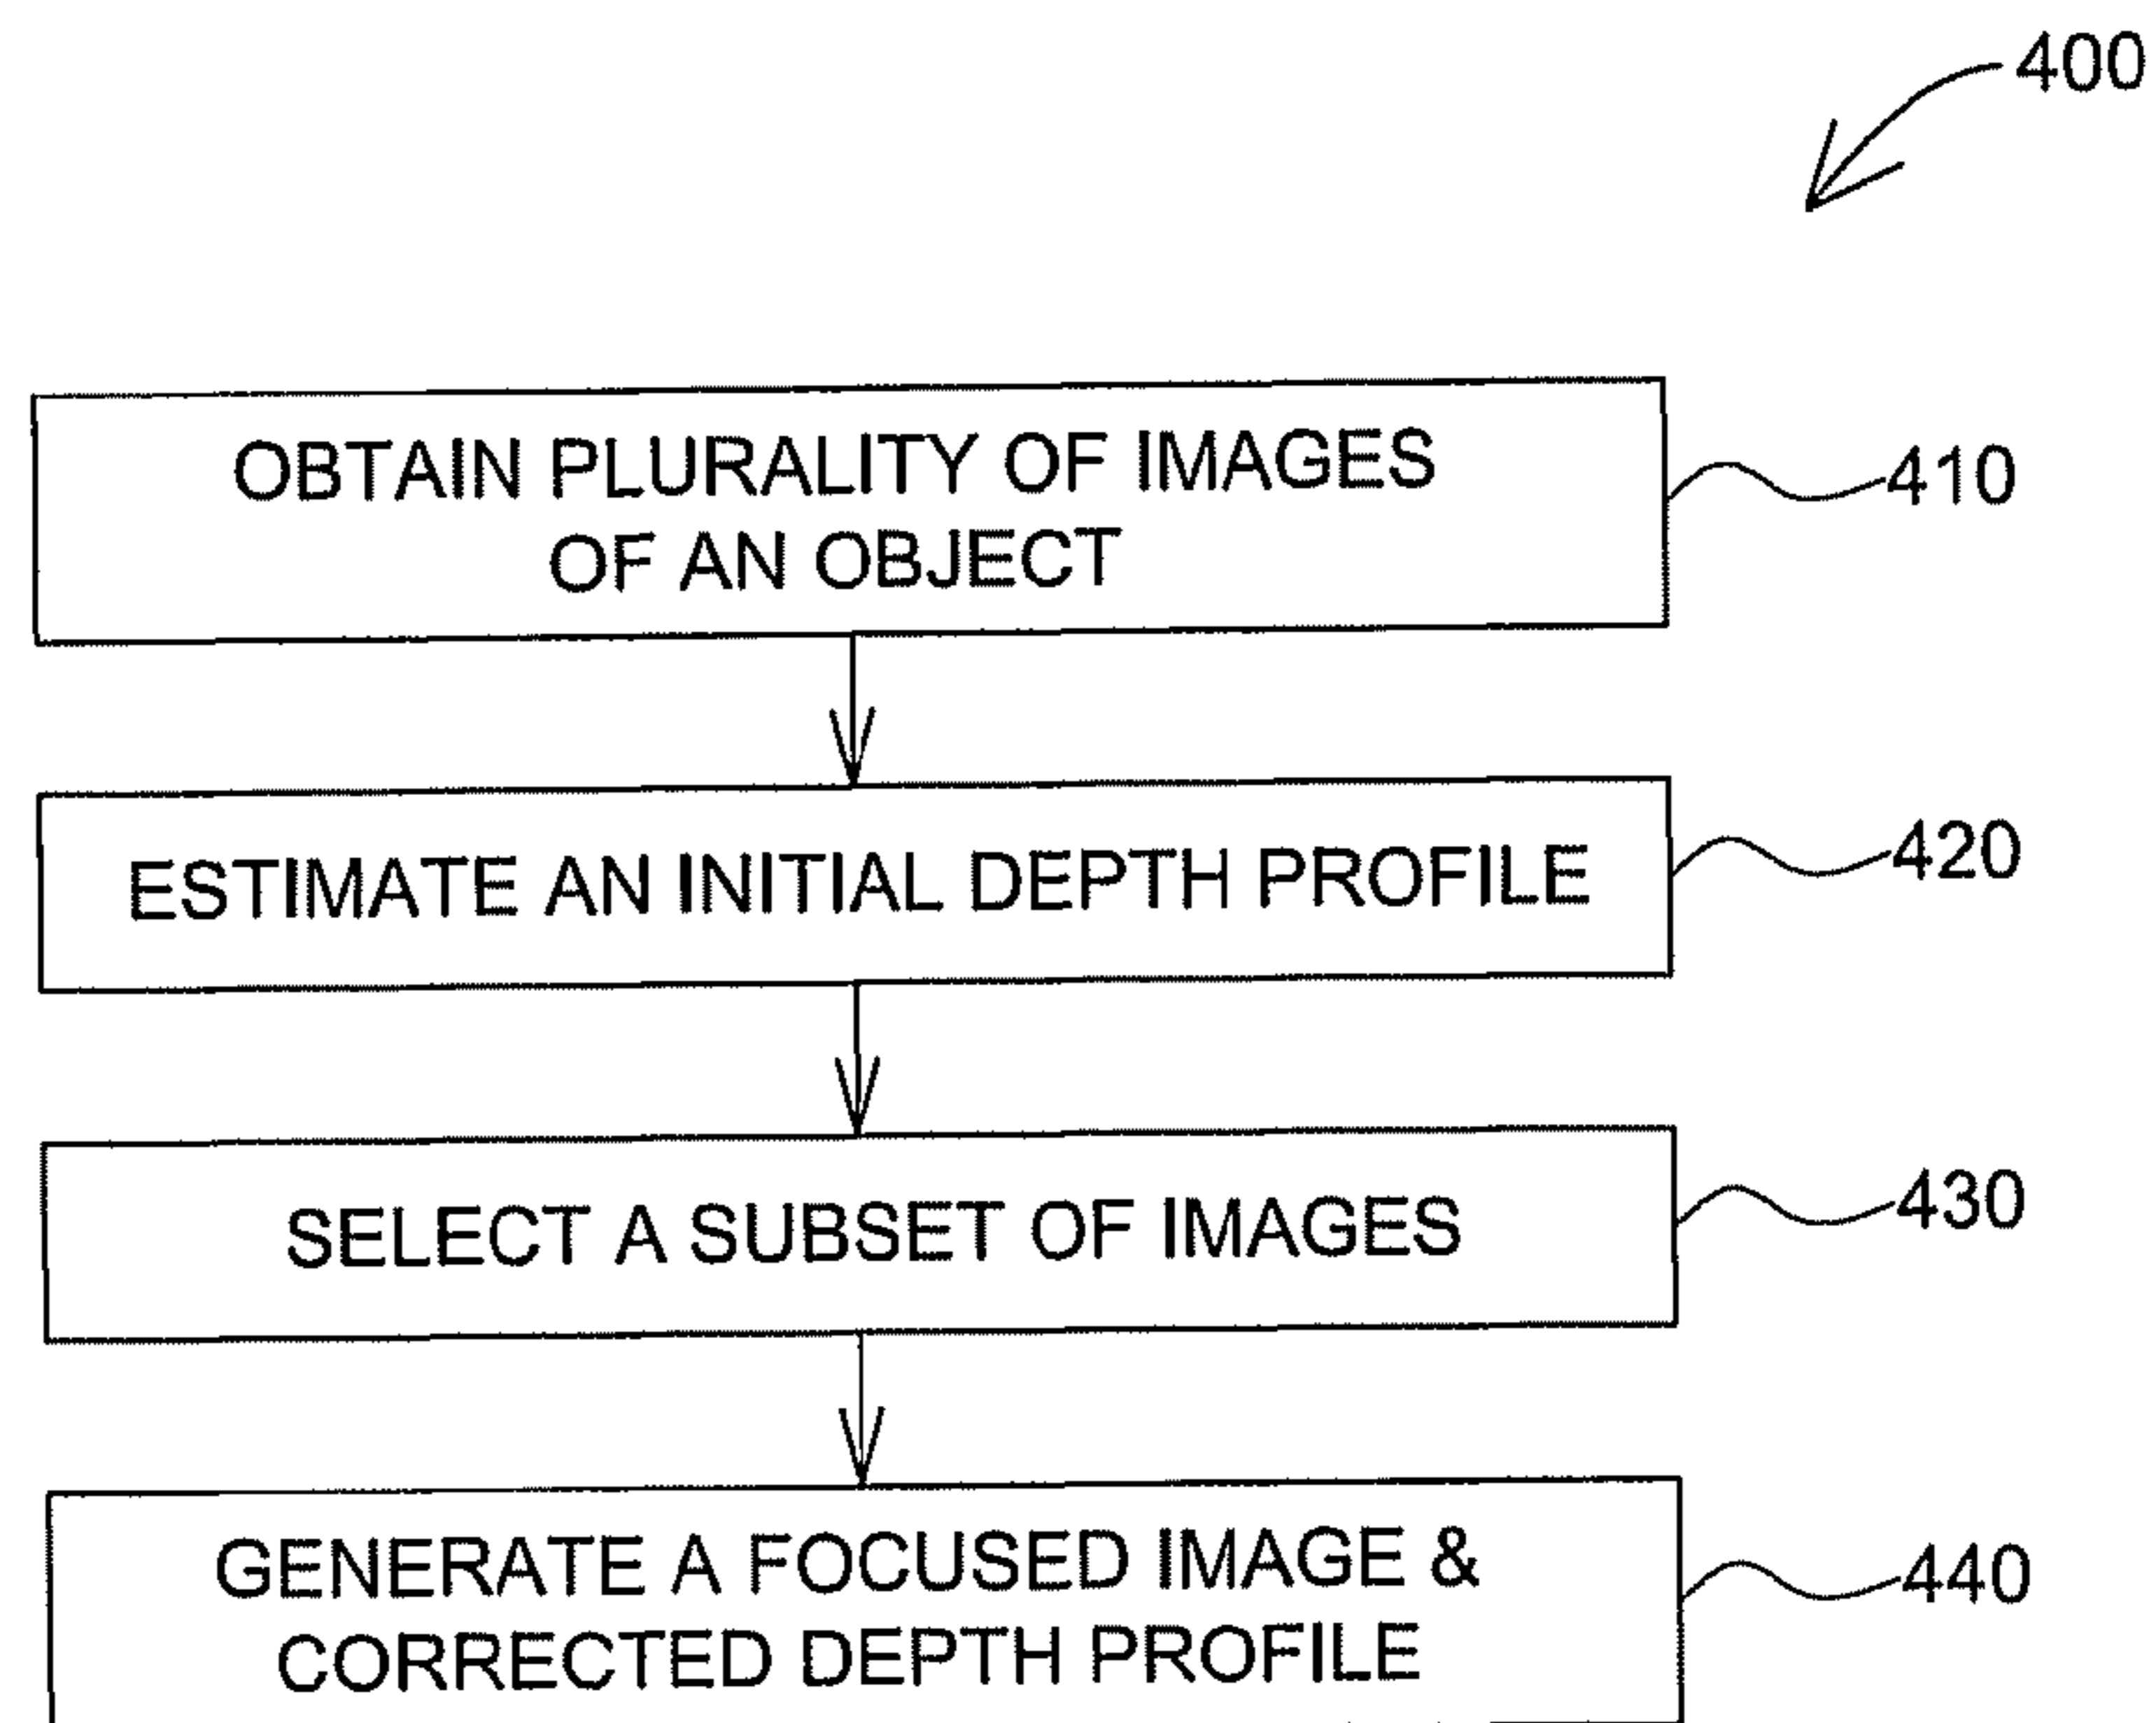 400
OBTAIN PLURALITY OF IMAGES
OF AN OBJECT
410
ESTIMATE AN INITIAL DEPTH PROFILE
420
SELECT A SUBSET OF IMAGES
430
GENERATE A FOCUSED IMAGE &
CORRECTED DEPTH PROFILE
440